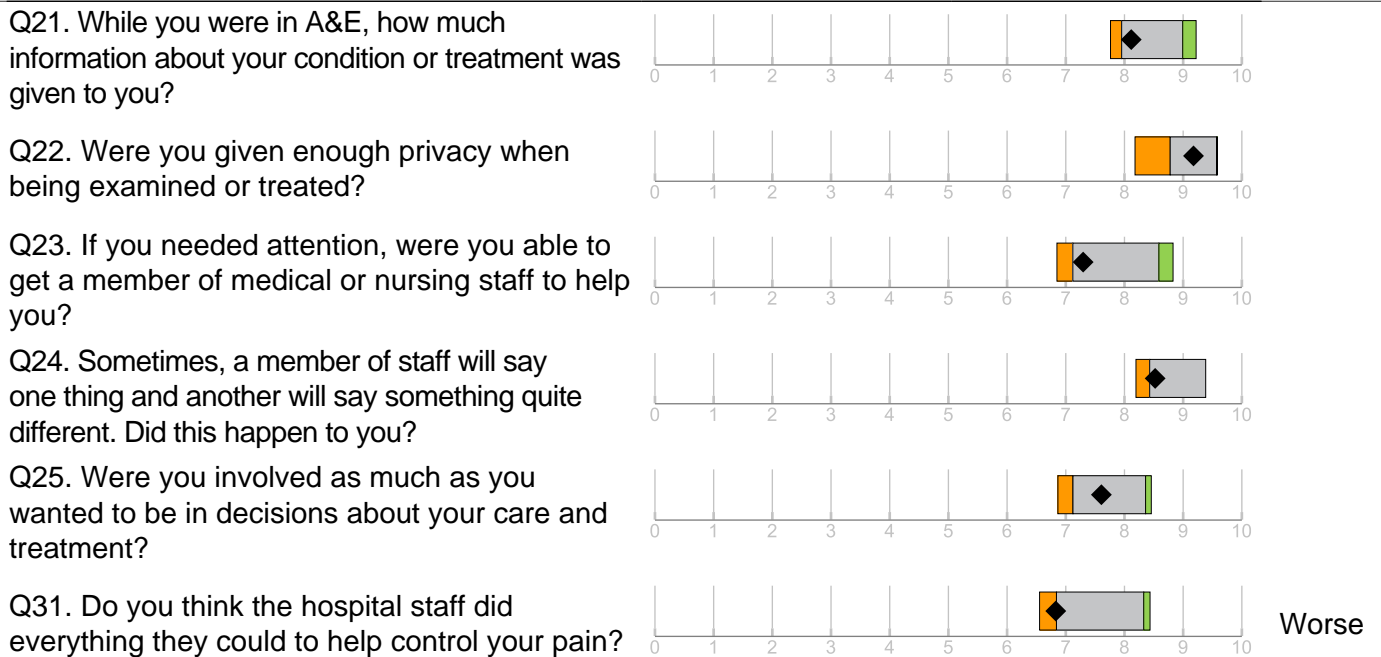 Q21. While you were in A&E, how much
information about your condition or treatment was
given to you?
0 1 2 3 4 5 6 7 8 9 10
Q22. Were you given enough privacy when
being examined or treated?
0 1 2 3 4 5 6 7 8 9 10
Q23. If you needed attention, were you able to
get a member of medical or nursing staff to help
you?
0 1 2 3 4 5 6 7 8 9 10
Q24. Sometimes, a member of staff will say
one thing and another will say something quite
different. Did this happen to you?
0 1 2 3 4 5 6 7 8 9 10
Q25. Were you involved as much as you
wanted to be in decisions about your care and
treatment?
0 1 2 3 4 5 6 7 8 9 10
Q31. Do you think the hospital staff did
everything they could to help control your pain?
0 1 2 3 4 5 6 7 8 9 10
Worse